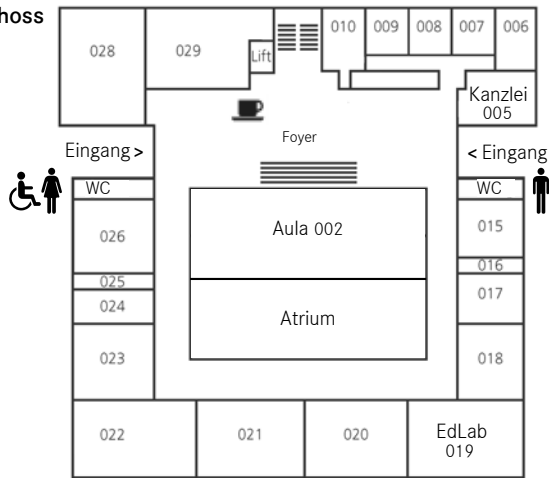 hoss
028
029
Lift
010
009
008
007
006
Kanzlei
005
Foyer
Eingang >
< Eingang
WC
WC
Aula 002
026
015
025
016
024
017
Atrium
023
018
022
021
020
EdLab
019